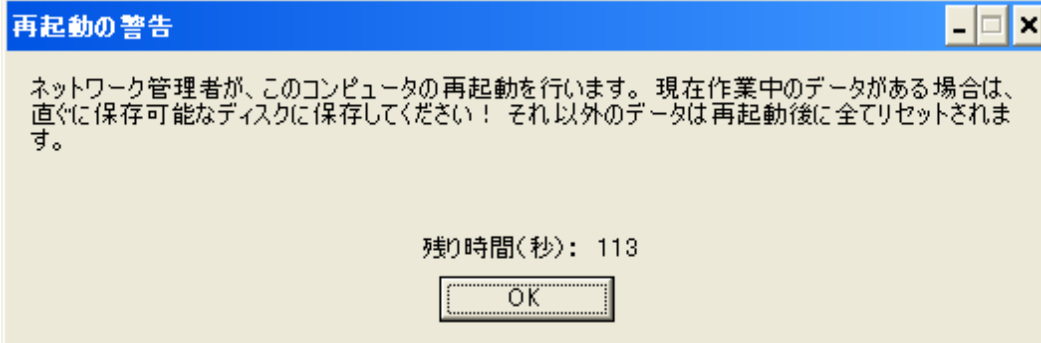 再起動の警告
ネットワーク管理者が、このコンピュータの再起動を行います。 現在作業中のデータがある場合は、
直ぐに保存可能なディスクに保存してください！ それ以外のデータは再起動後に全てリセットされま
す。
残り時間(秒): 113
OK